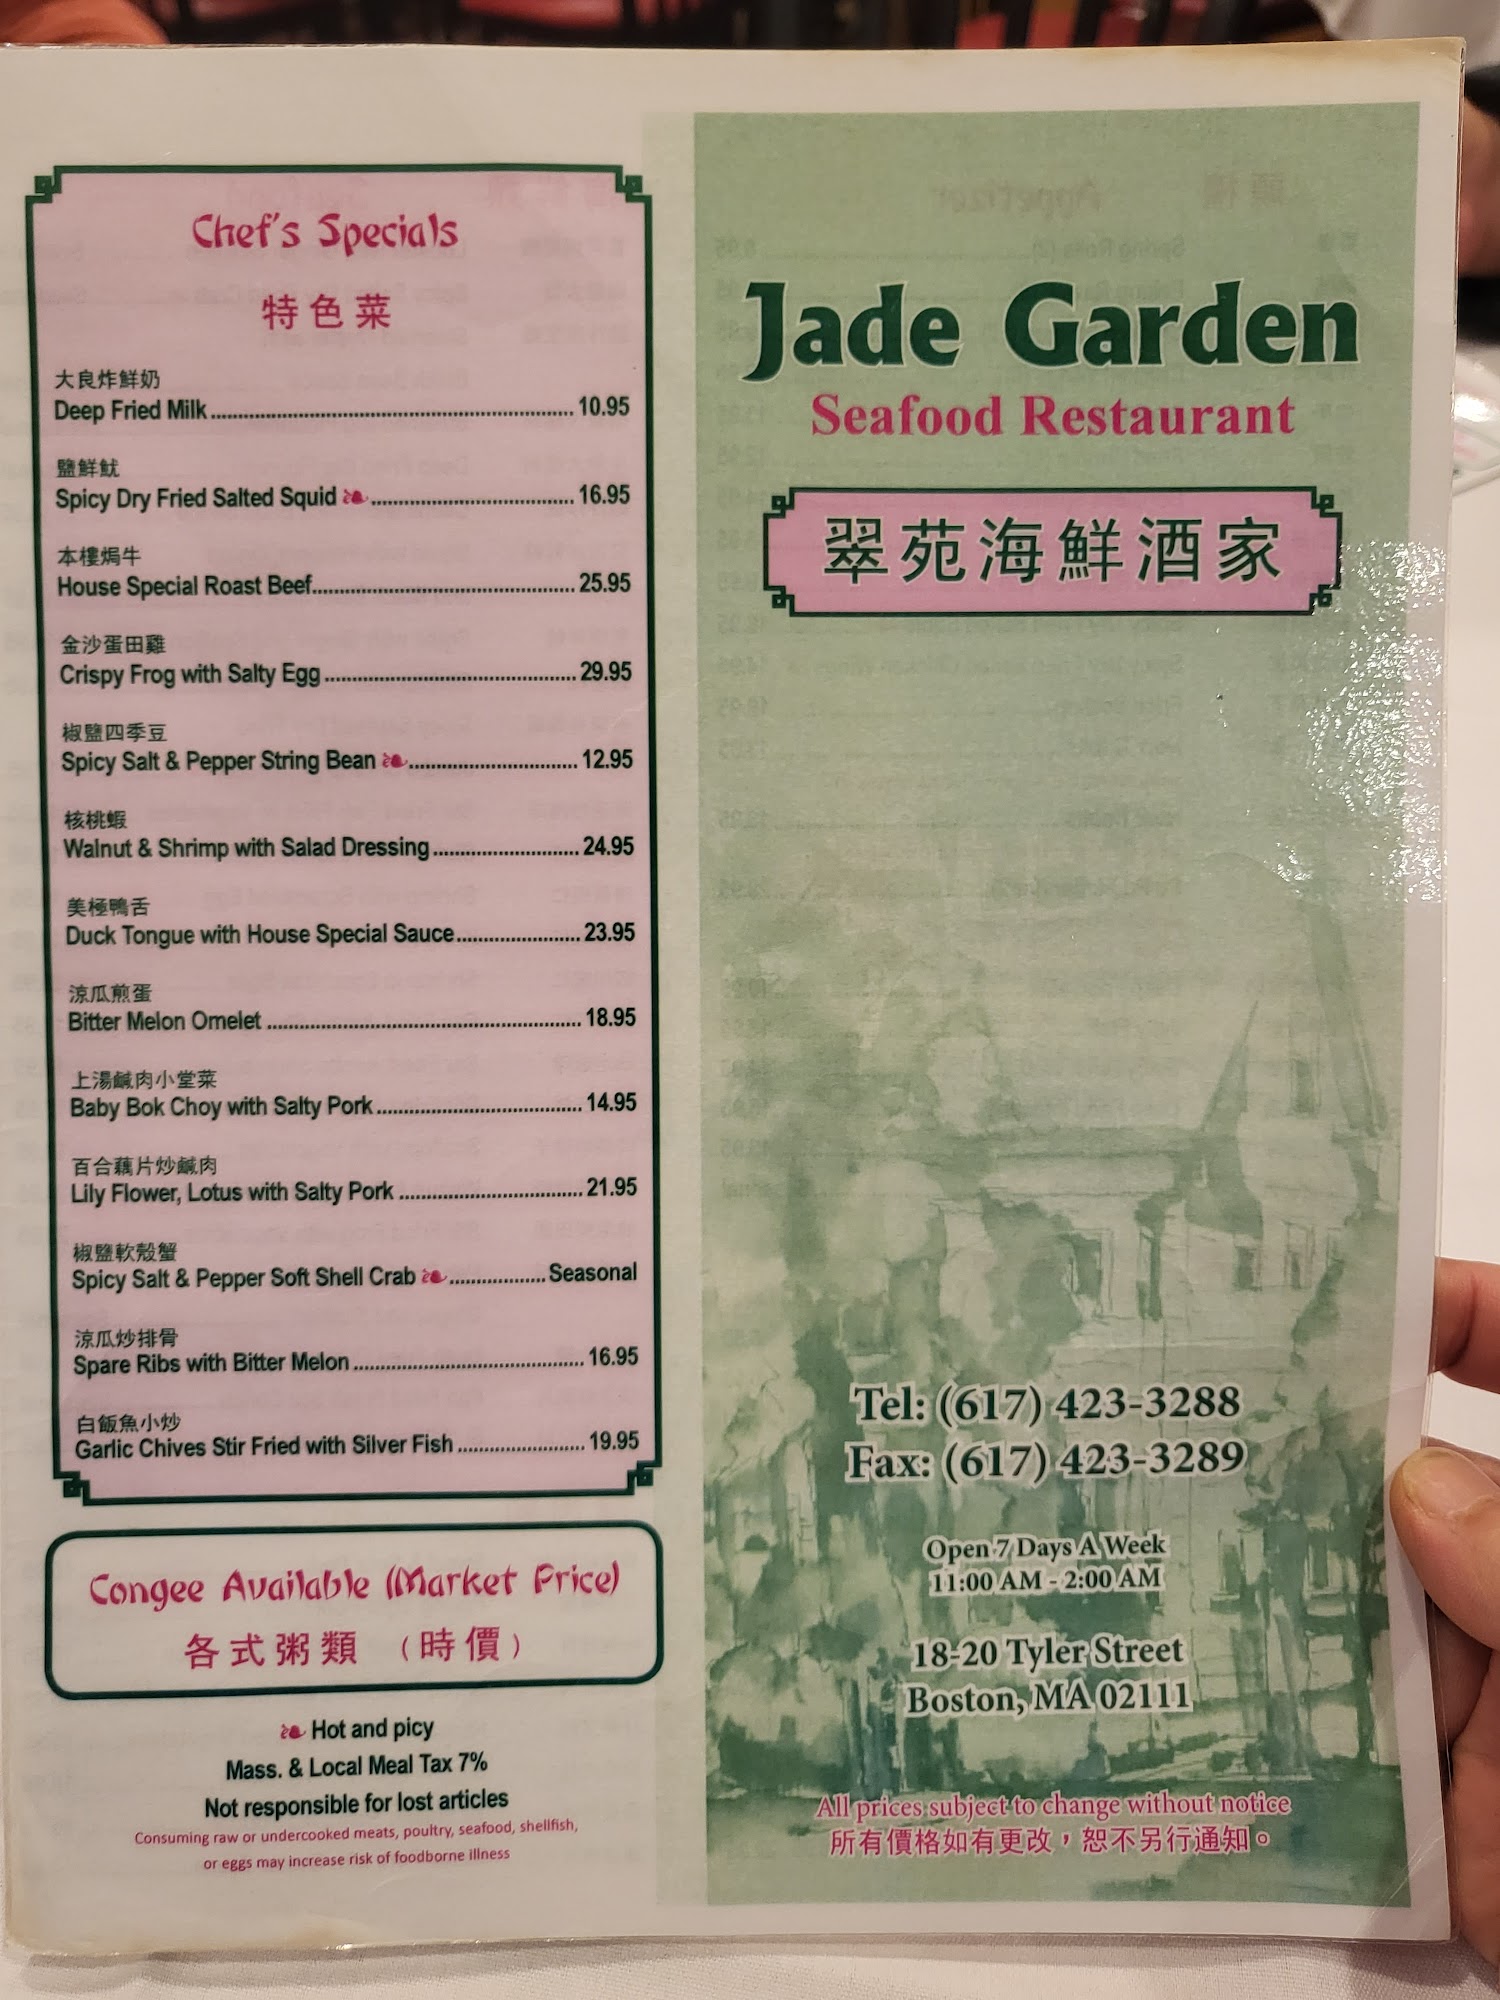 Chef's Specials
特色菜
大良炸鮮奶
Deep Fried Milk ........ 10.95
鹽鮮魷
Spicy Dry Fried Salted Squid ........ 16.95
本樓焗牛
House Special Roast Beef ........ 25.95
金沙蛋田雞
Crispy Frog with Salty Egg ........ 29.95
椒鹽四季豆
Spicy Salt & Pepper String Bean ........ 12.95
核桃蝦
Walnut & Shrimp with Salad Dressing ........ 24.95
美極鴨舌
Duck Tongue with House Special Sauce ........ 23.95
涼瓜煎蛋
Bitter Melon Omelet ........ 18.95
上湯鹹肉小堂菜
Baby Bok Choy with Salty Pork ........ 14.95
百合藕片炒鹹肉
Lily Flower, Lotus with Salty Pork ........ 21.95
椒鹽軟殼蟹
Spicy Salt & Pepper Soft Shell Crab ........ Seasonal
涼瓜炒排骨
Spare Ribs with Bitter Melon ........ 16.95
白飯魚小炒
Garlic Chives Stir Fried with Silver Fish ........ 19.95
Congee Available (Market Price)
各式粥類 （時價）
Hot and picy
Mass. & Local Meal Tax 7%
Not responsible for lost articles
Consuming raw or undercooked meats, poultry, seafood, shellfish,
or eggs may increase risk of foodborne illness
Jade Garden
Seafood Restaurant
翠苑海鮮酒家
Tel: (617) 423-3288
Fax: (617) 423-3289
Open 7 Days A Week
11:00 AM - 2:00 AM
18-20 Tyler Street
Boston, MA 02111
All prices subject to change without notice
所有價格如有更改，恕不另行通知。